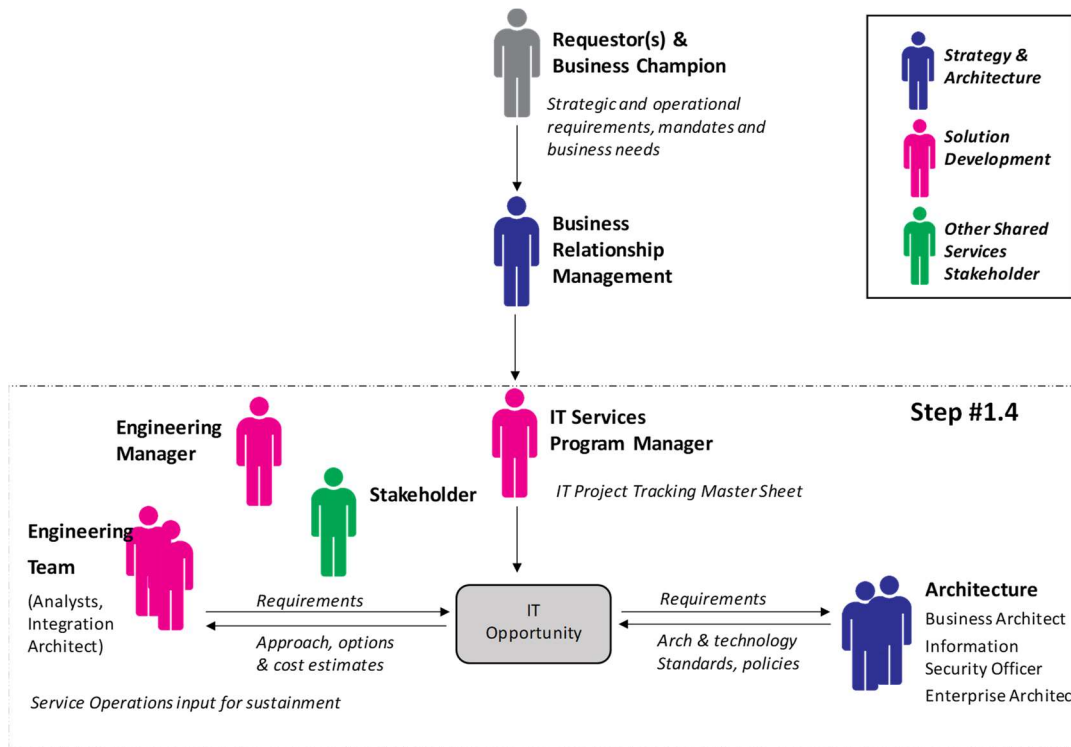 Requestor(s) &
Business Champion
Strategic and operational
requirements, mandates and
business needs
Strategy &
Architecture
Solution
Development
Other Shared
Services
Stakeholder
Business
Relationship
Management
Step #1.4
IT Services
Program Manager
IT Project Tracking Master Sheet
Engineering
Manager
Stakeholder
Engineering
Team
(Analysts,
Integration
Architect)
Requirements
Approach, options
& cost estimates
IT
Opportunity
Requirements
Arch & technology
Standards, policies
Architecture
Business Architect
Information
Security Officer
Enterprise Architec
Service Operations input for sustainment